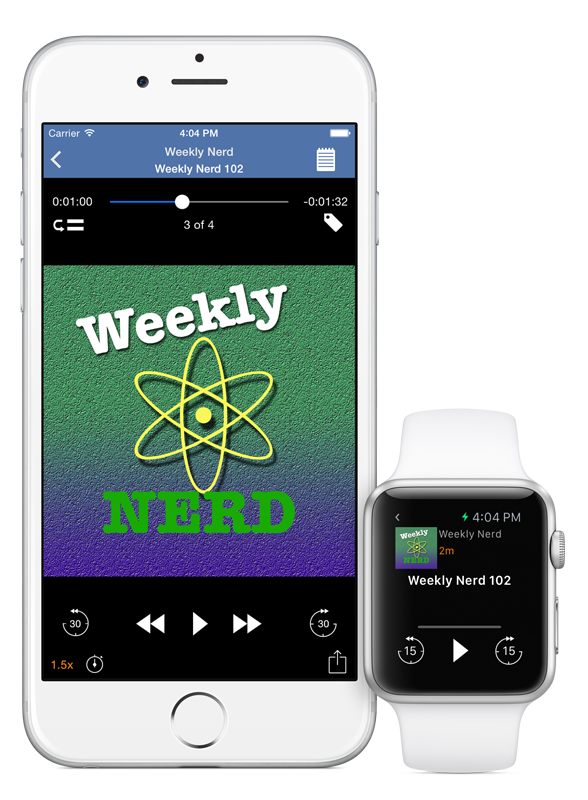 Carrier 4:04 PM
Weekly Nerd
Weekly Nerd 102
0:01:00 -0:01:32
3 of 4
Weekly
NERD
30 30
1.5x
4:04 PM
Weekly
NERD
Weekly Nerd
2m
Weekly Nerd 102
15 15